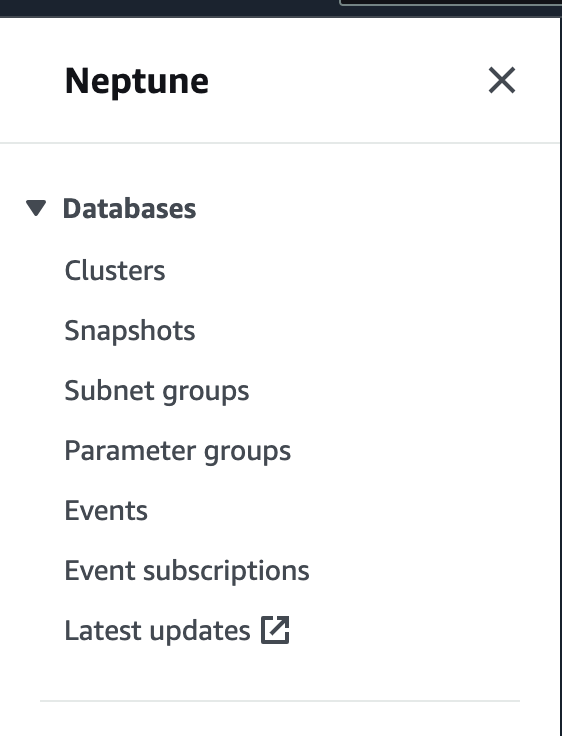 Neptune
Databases
Clusters
Snapshots
Subnet groups
Parameter groups
Events
Event subscriptions
Latest updates